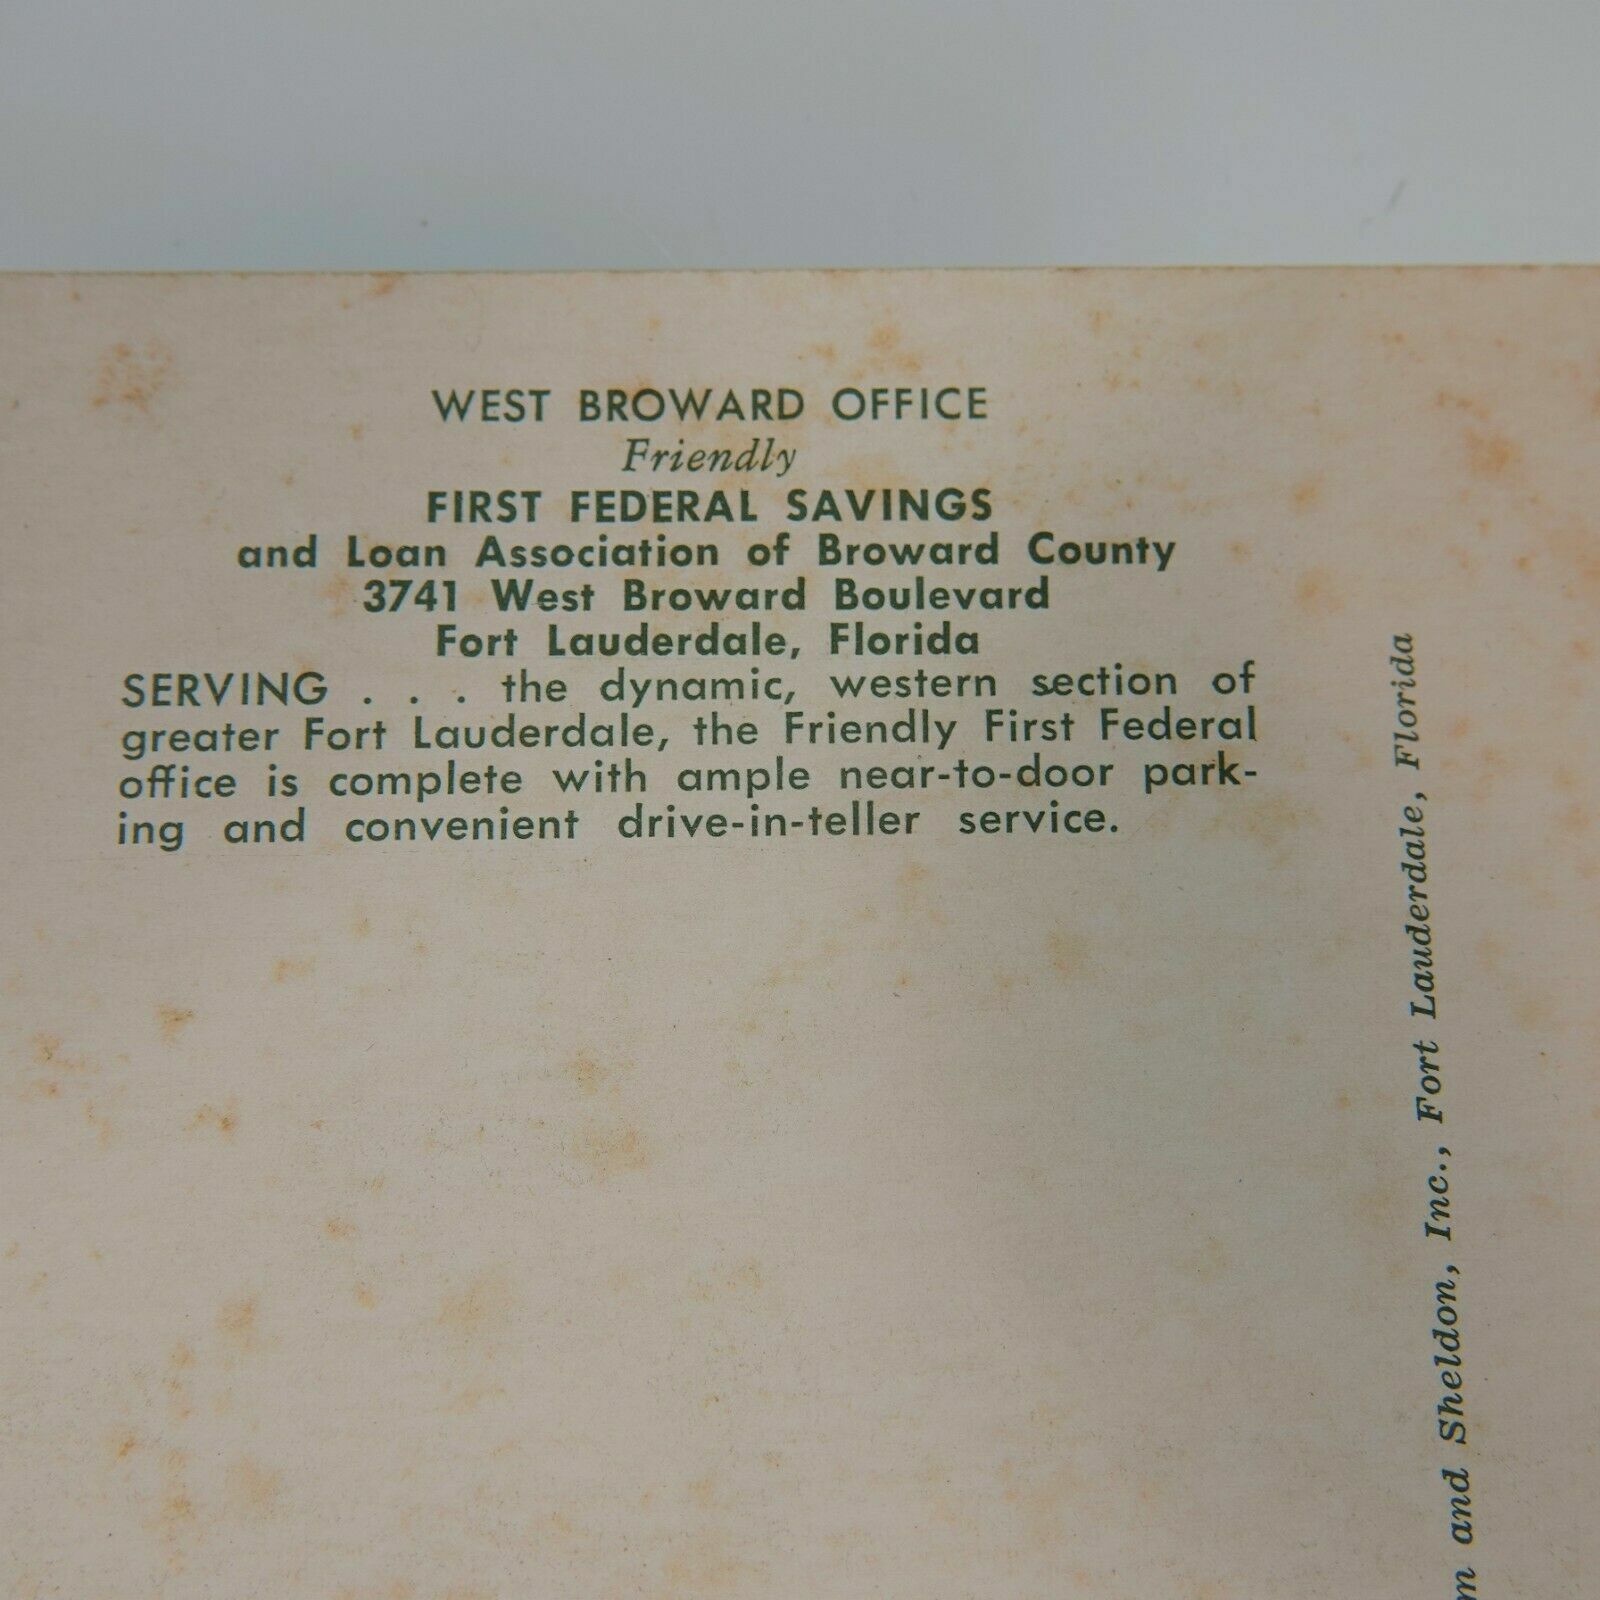 WEST BROWARD OFFICE
Friendly
FIRST FEDERAL SAVINGS
and Loan Association of Broward County
3741 West Broward Boulevard
Fort Lauderdale, Florida
SERVING . . . the dynamic, western section of
greater Fort Lauderdale, the Friendly First Federal
office is complete with ample near-to-door park-
ing and convenient drive-in-teller service.
and Sheldon, Inc., Fort Lauderdale, Florida